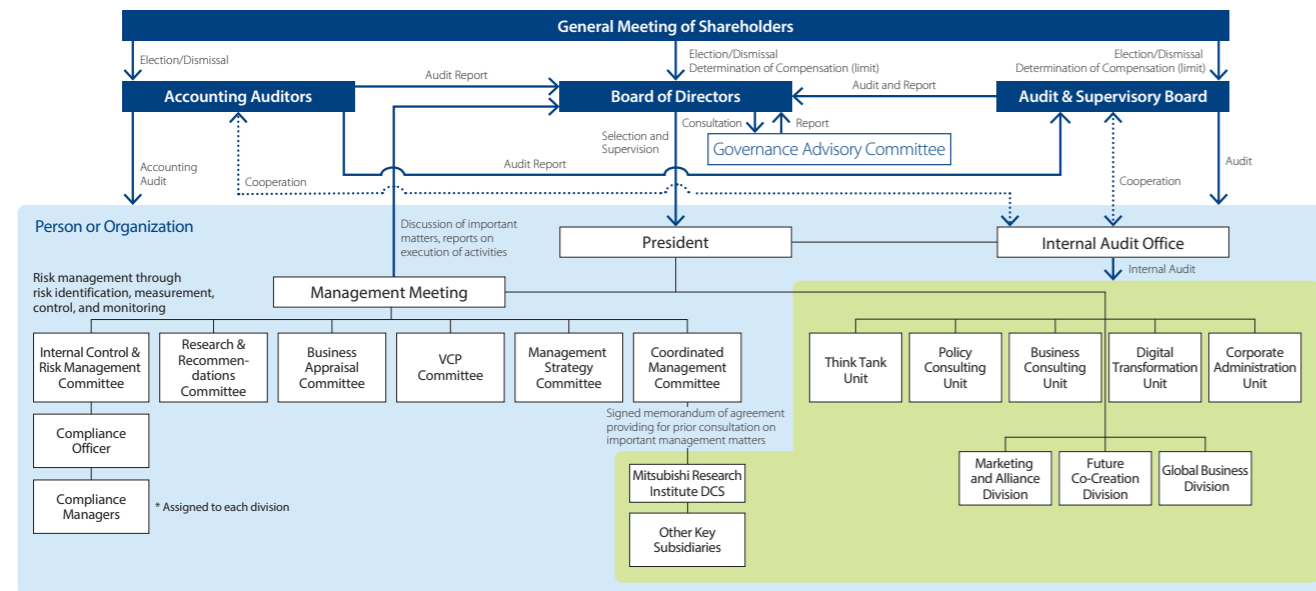 General Meeting of Shareholders
Election/Dismissal
Election/Dismissal
Determination of Compensation (limit)
Election/Dismissal
Determination of Compensation (limit)
Accounting Auditors
Audit Report
Board of Directors
Audit and Report
Audit & Supervisory Board
Consultation
Report
Selection and
Supervision
Governance Advisory Committee
Accounting
Audit
Audit Report
Cooperation
Cooperation
Audit
Person or Organization
Discussion of important
matters, reports on
execution of activities
President
Internal Audit Office
Internal Audit
Risk management through
risk identification, measurement,
control, and monitoring
Management Meeting
Internal Control &
Risk Management
Committee
Research &
Recommen-
dations
Committee
Business
Appraisal
Committee
VCP
Committee
Management
Strategy
Committee
Coordinated
Management
Committee
Think Tank
Unit
Policy
Consulting
Unit
Business
Consulting
Unit
Digital
Transformation
Unit
Corporate
Administration
Unit
Signed memorandum of agreement
providing for prior consultation on
important management matters
Compliance
Officer
Compliance
Managers
* Assigned to each division
Mitsubishi Research
Institute DCS
Other Key
Subsidiaries
Marketing
and Alliance
Division
Future
Co-Creation
Division
Global Business
Division